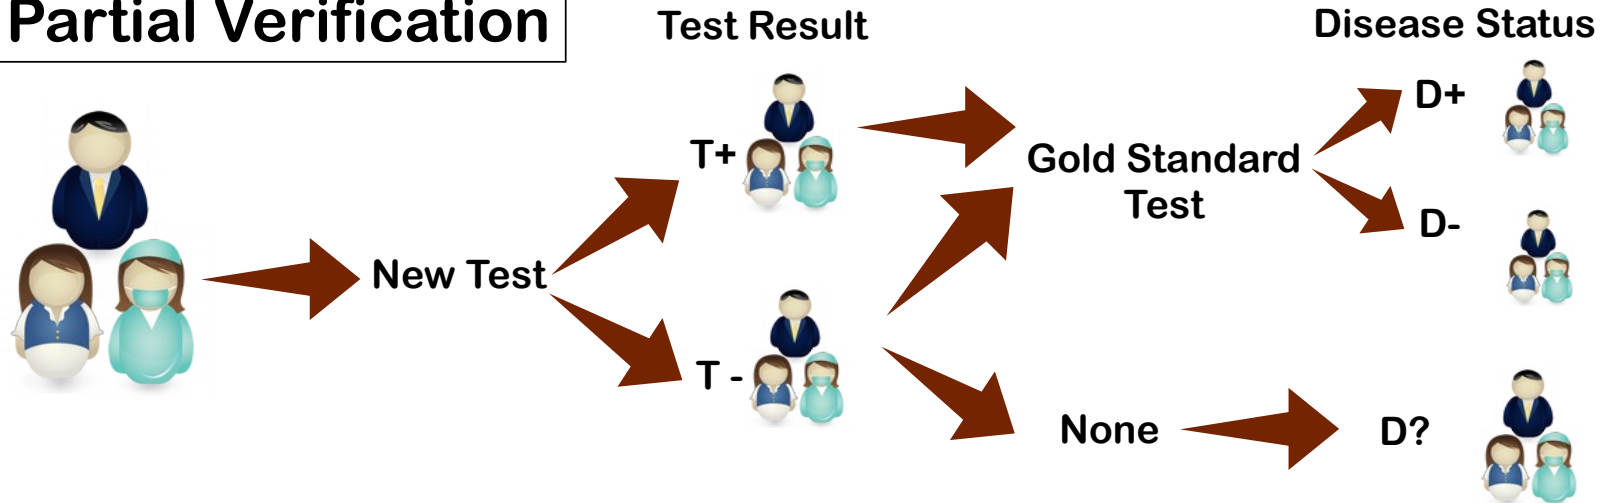 Partial Verification
Test Result
Disease Status
T+
D+
Gold Standard
Test
D-
New Test
T -
None
D?